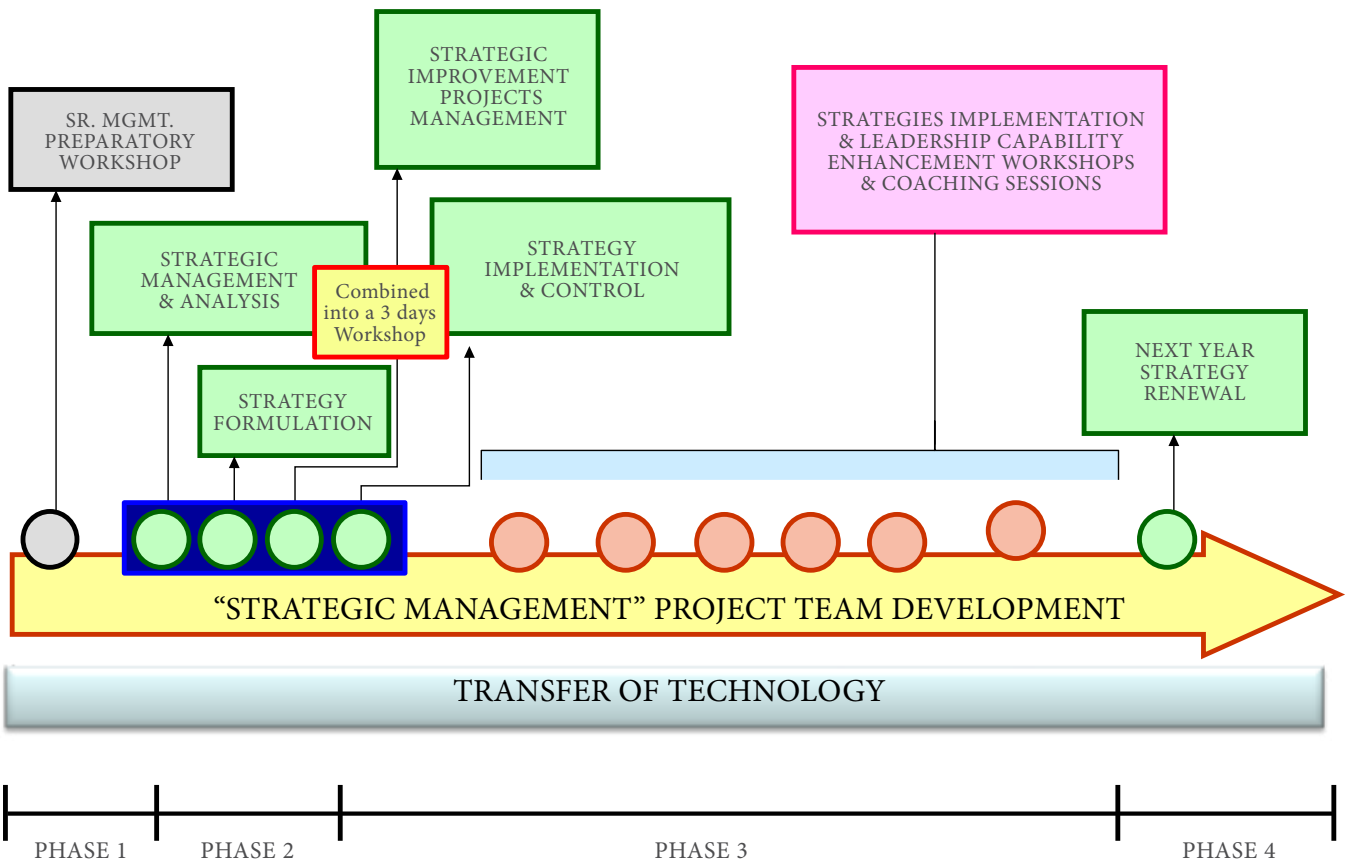 STRATEGIC
IMPROVEMENT
PROJECTS
MANAGEMENT
SR. MGMT.
PREPARATORY
WORKSHOP
STRATEGIES IMPLEMENTATION
& LEADERSHIP CAPABILITY
ENHANCEMENT WORKSHOPS
& COACHING SESSIONS
STRATEGIC
MANAGEMENT
& ANALYSIS
Combined
into a 3 days
Workshop
STRATEGY
IMPLEMENTATION
& CONTROL
STRATEGY
FORMULATION
NEXT YEAR
STRATEGY
RENEWAL
“STRATEGIC MANAGEMENT” PROJECT TEAM DEVELOPMENT
TRANSFER OF TECHNOLOGY
PHASE 1
PHASE 2
PHASE 3
PHASE 4